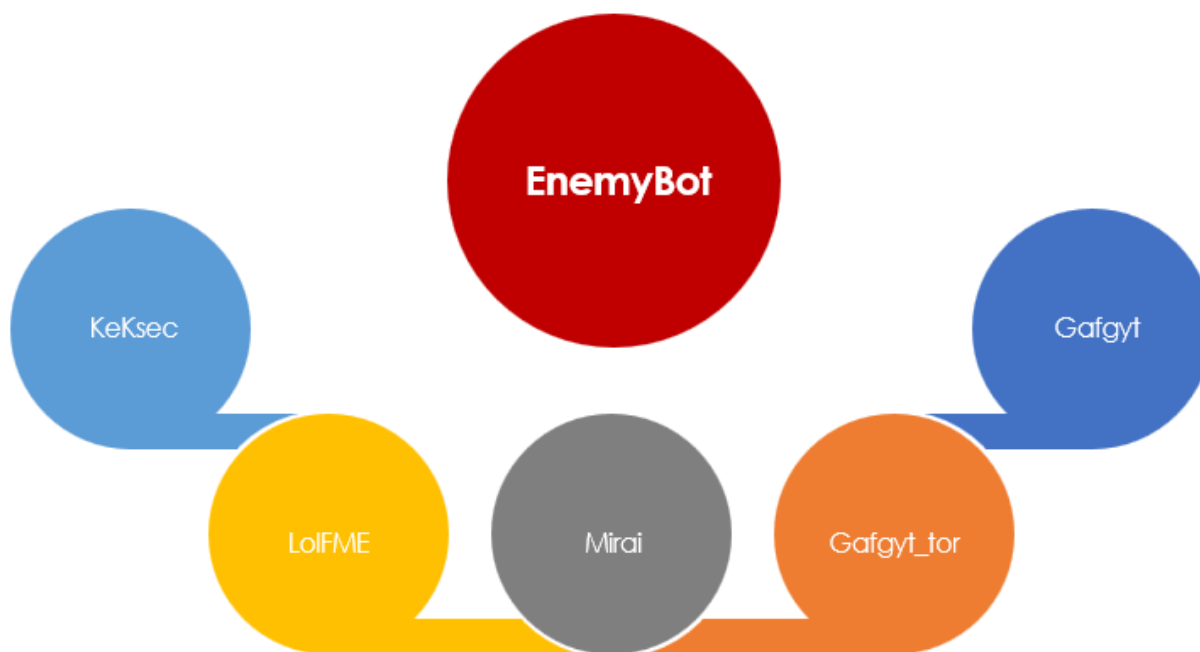 EnemyBot
KeKsec
Gafgyt
LolFME
Mirai
Gafgyt_tor